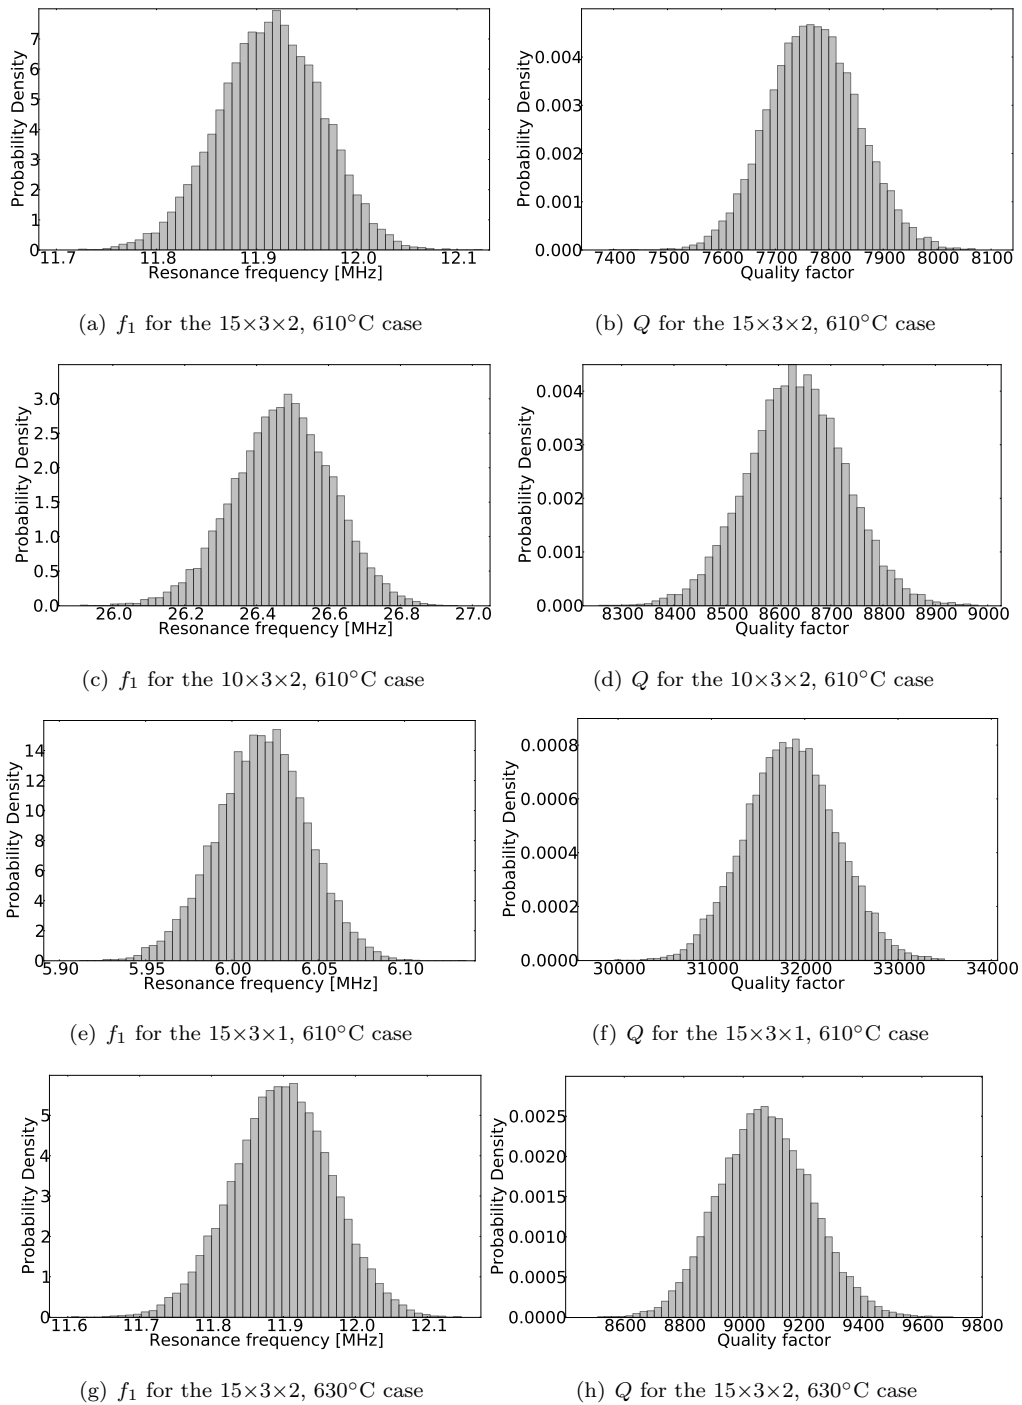 7
6
5
4
3
2
1
0
Probability Density
11.7 11.8 11.9 12.0 12.1
Resonance frequency [MHz]
0.004
0.003
0.002
0.001
0.000
Probability Density
7400 7500 7600 7700 7800 7900 8000 8100
Quality factor
(a) f₁ for the 15×3×2, 610°C case
(b) Q for the 15×3×2, 610°C case
3.0
2.5
2.0
1.5
1.0
0.5
0.0
Probability Density
26.0 26.2 26.4 26.6 26.8 27.0
Resonance frequency [MHz]
0.004
0.003
0.002
0.001
0.000
Probability Density
8300 8400 8500 8600 8700 8800 8900 9000
Quality factor
(c) f₁ for the 10×3×2, 610°C case
(d) Q for the 10×3×2, 610°C case
14
12
10
8
6
4
2
0
Probability Density
5.90 5.95 6.00 6.05 6.10
Resonance frequency [MHz]
0.0008
0.0006
0.0004
0.0002
0.0000
Probability Density
30000 31000 32000 33000 34000
Quality factor
(e) f₁ for the 15×3×1, 610°C case
(f) Q for the 15×3×1, 610°C case
5
4
3
2
1
0
Probability Density
11.6 11.7 11.8 11.9 12.0 12.1
Resonance frequency [MHz]
0.0025
0.0020
0.0015
0.0010
0.0005
0.0000
Probability Density
8600 8800 9000 9200 9400 9600 9800
Quality factor
(g) f₁ for the 15×3×2, 630°C case
(h) Q for the 15×3×2, 630°C case